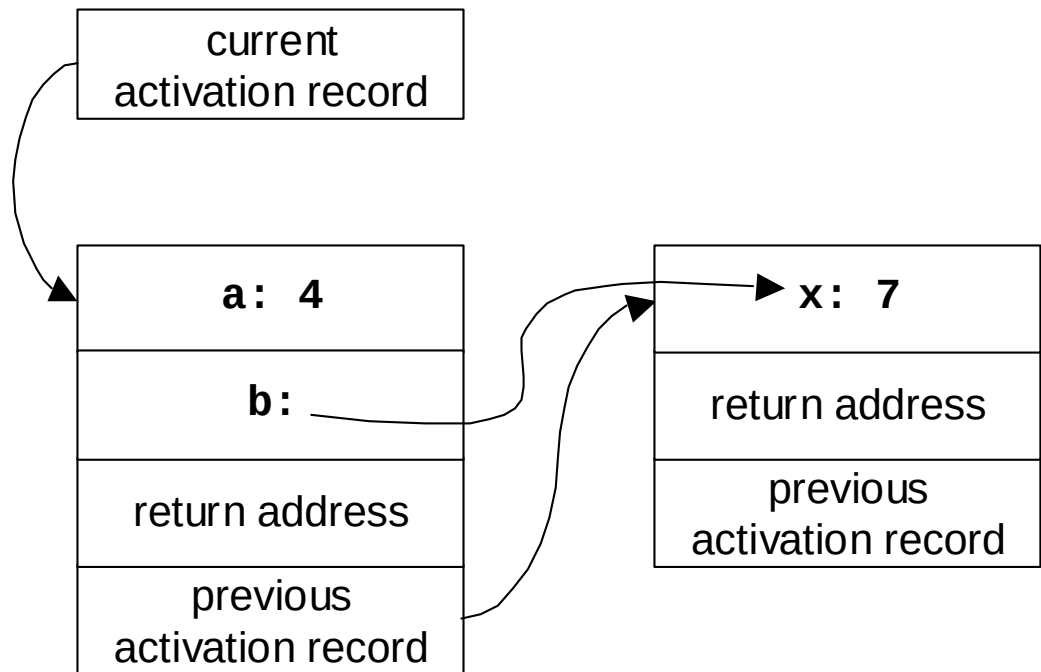 current
activation record
a: 4
b:
return address
previous
activation record
x: 7
return address
previous
activation record